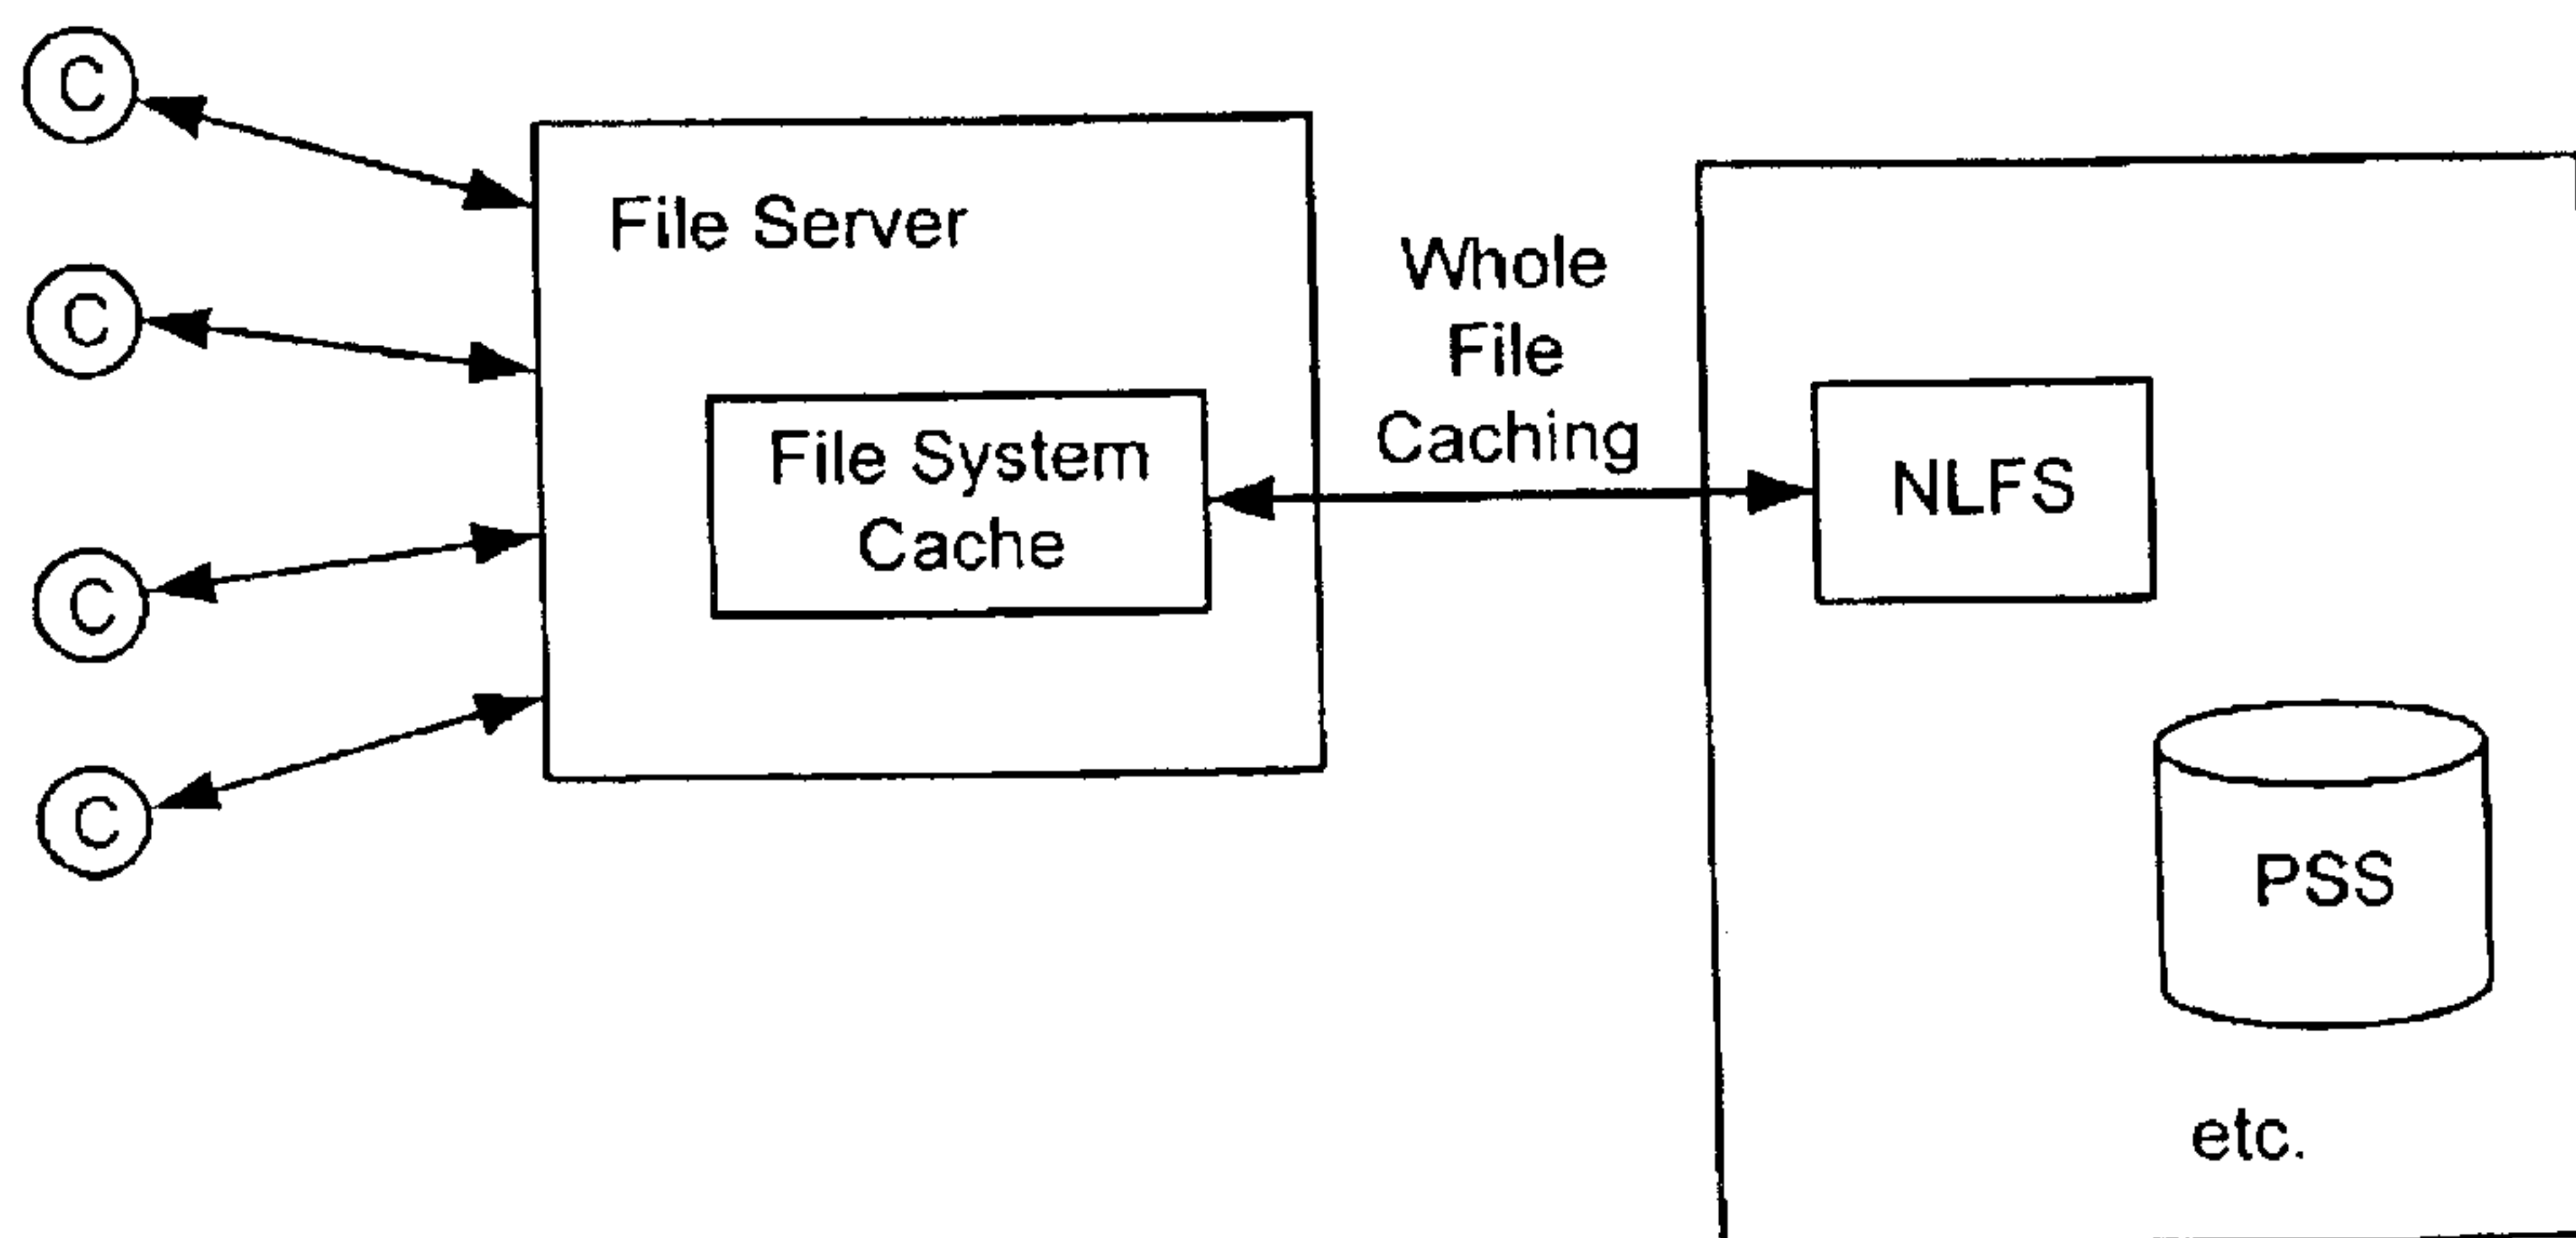 C
C
C
C
File Server
File System
Cache
Whole
File
Caching
NLFS
PSS
etc.